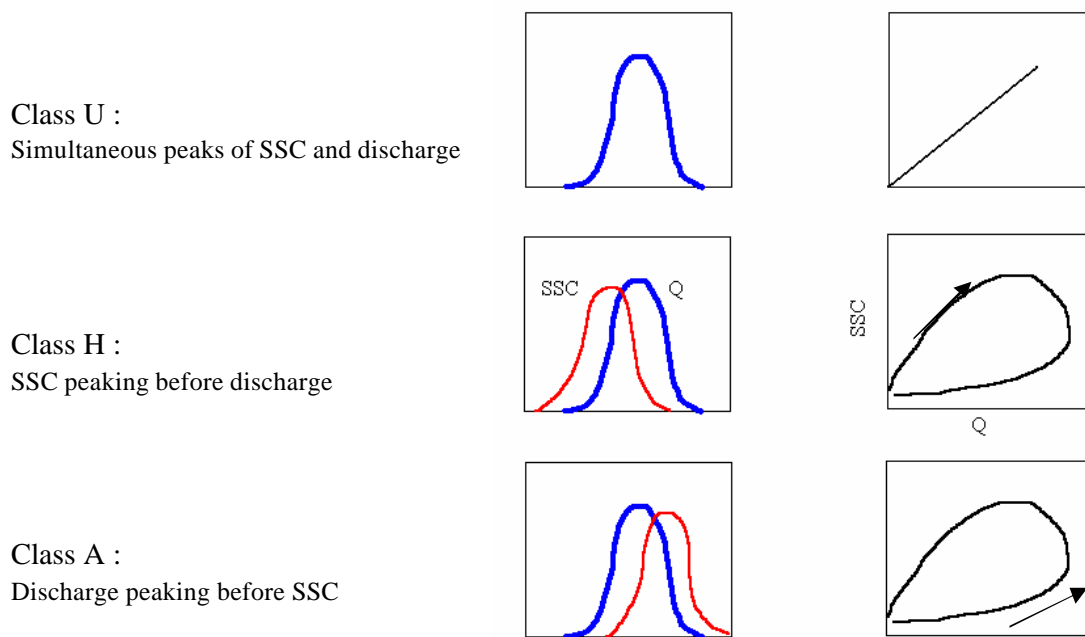 Class U :
Simultaneous peaks of SSC and discharge
Class H :
SSC peaking before discharge
SSC
Q
SSC
Q
Class A :
Discharge peaking before SSC